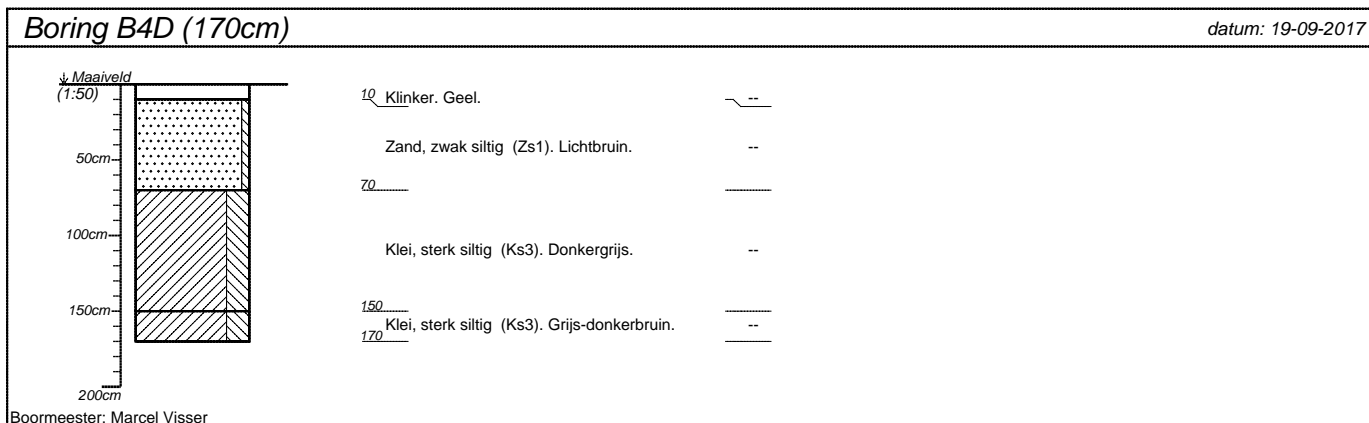 Boring B4D (170cm)
datum: 19-09-2017
Maaiveld
(1:50)
10 Klinker. Geel. --
50cm
Zand, zwak siltig (Zs1). Lichtbruin. --
70
100cm
Klei, sterk siltig (Ks3). Donkergrijs. --
150cm
150
Klei, sterk siltig (Ks3). Grijs-donkerbruin. --
170
200cm
Boormeester: Marcel Visser